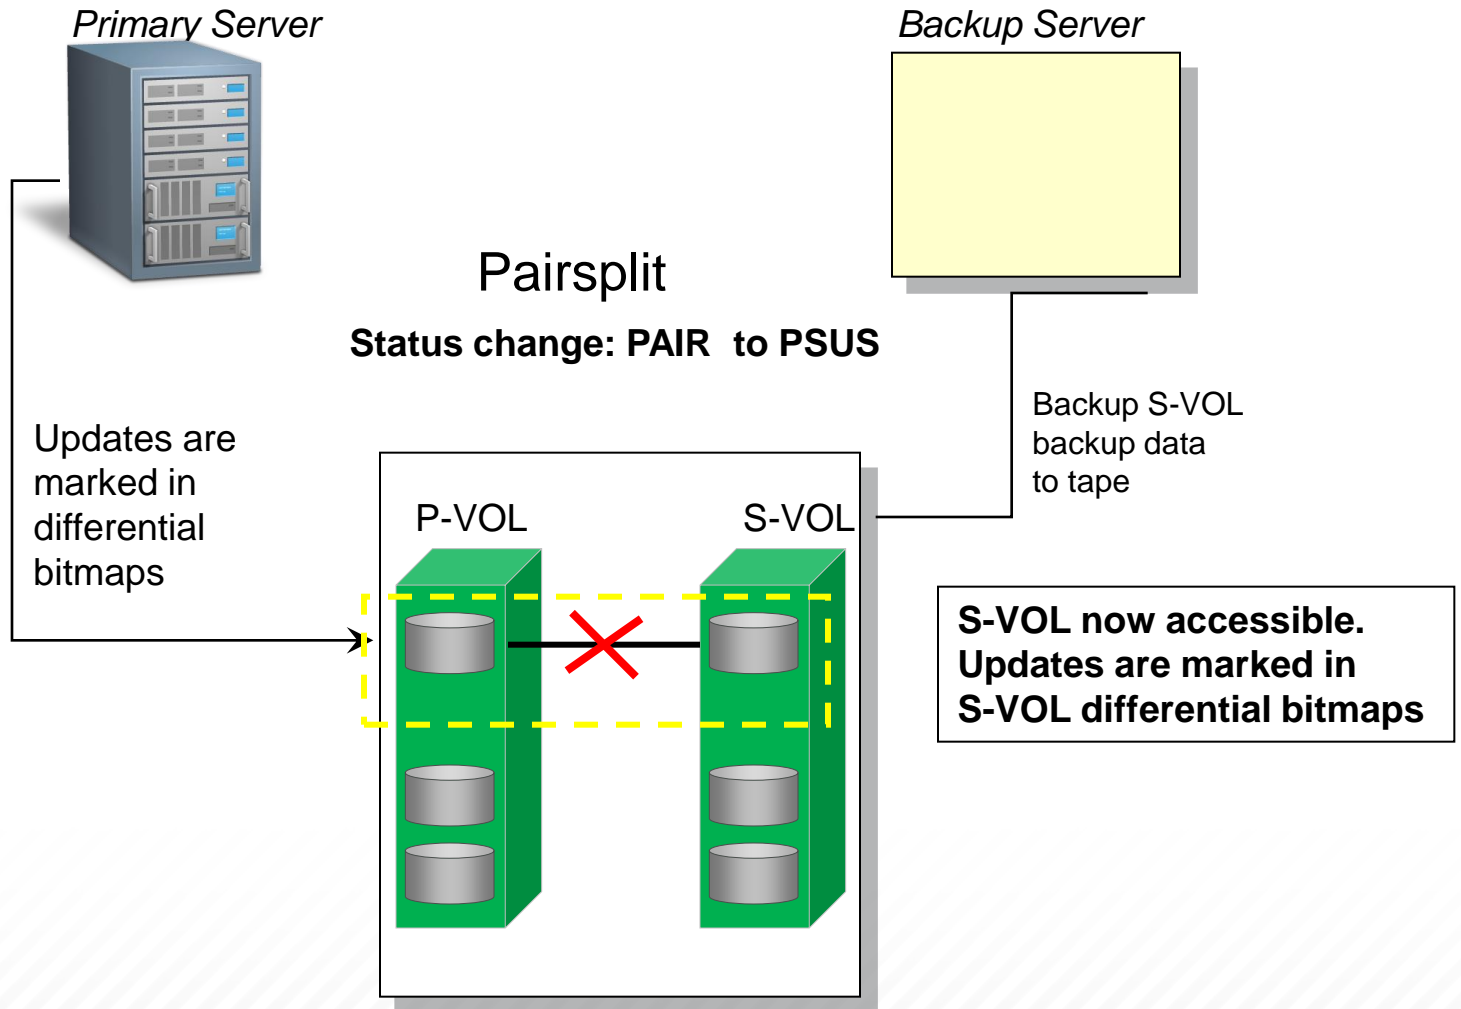 Primary Server
Backup Server
Pairsplit
Status change: PAIR to PSUS
Updates are
marked in
differential
bitmaps
Backup S-VOL
backup data
to tape
P-VOL
S-VOL
S-VOL now accessible.
Updates are marked in
S-VOL differential bitmaps